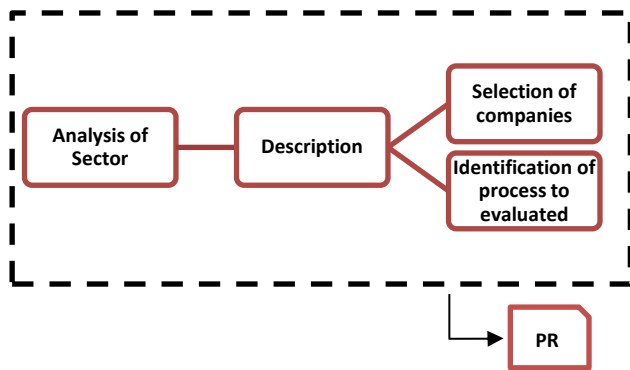 Analysis of
Sector
Description
Selection of
companies
Identification of
process to
evaluated
PR